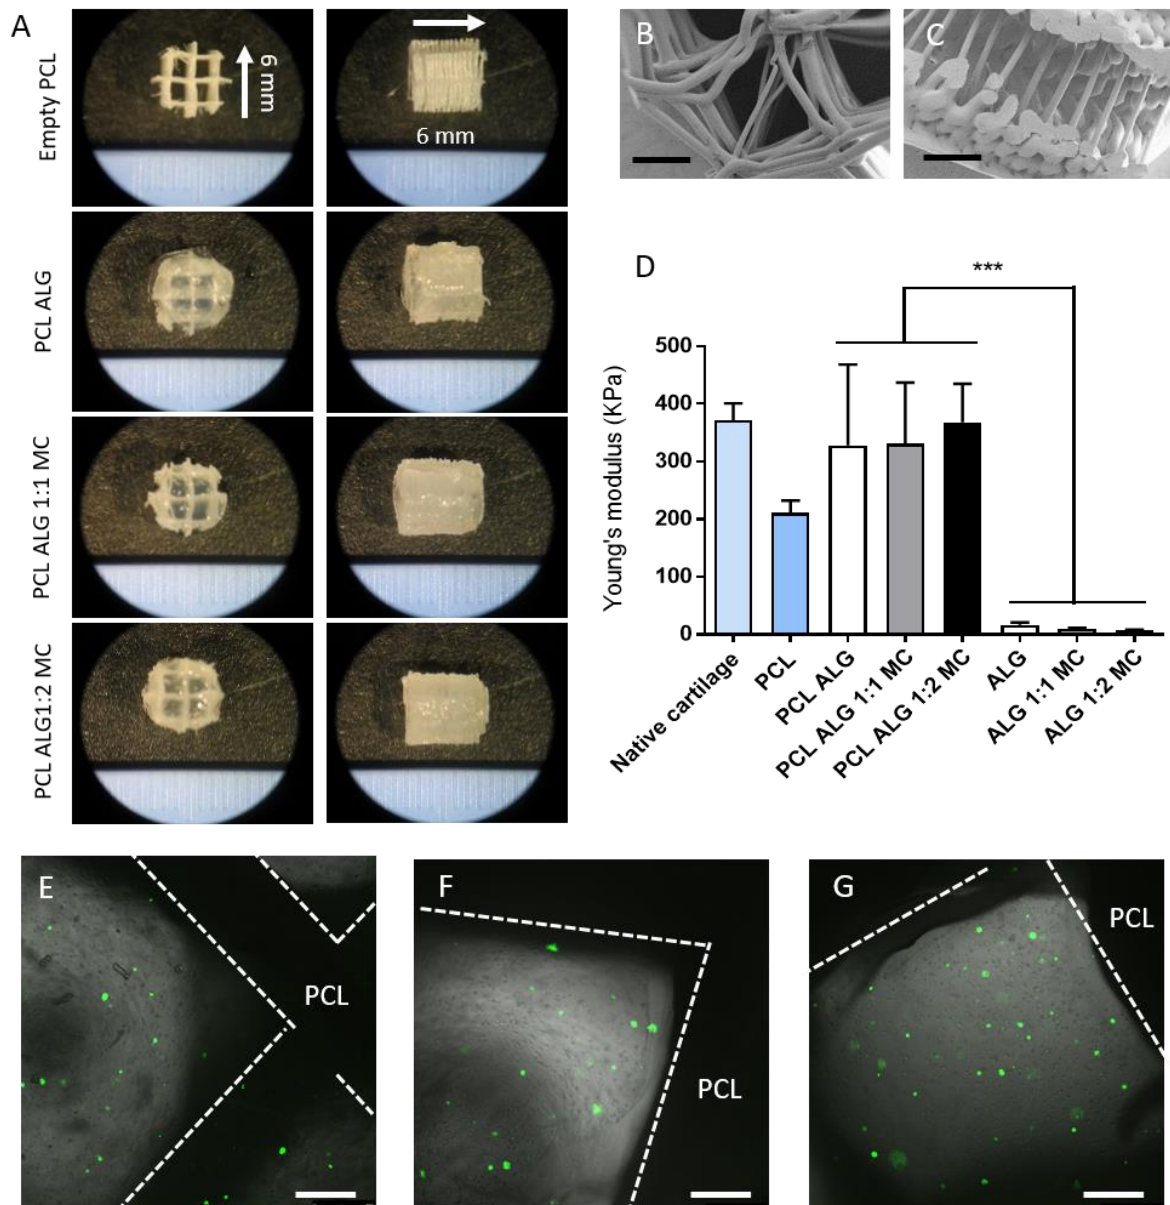 A
Empty PCL
6 mm
6 mm
PCL ALG
PCL ALG 1:1 MC
PCL ALG1:2 MC
B
C
D
***
Young's modulus (KPa)
500
400
300
200
100
0
Native cartilage
PCL
PCL ALG
PCL ALG 1:1 MC
PCL ALG 1:2 MC
ALG
ALG 1:1 MC
ALG 1:2 MC
E
PCL
F
PCL
G
PCL